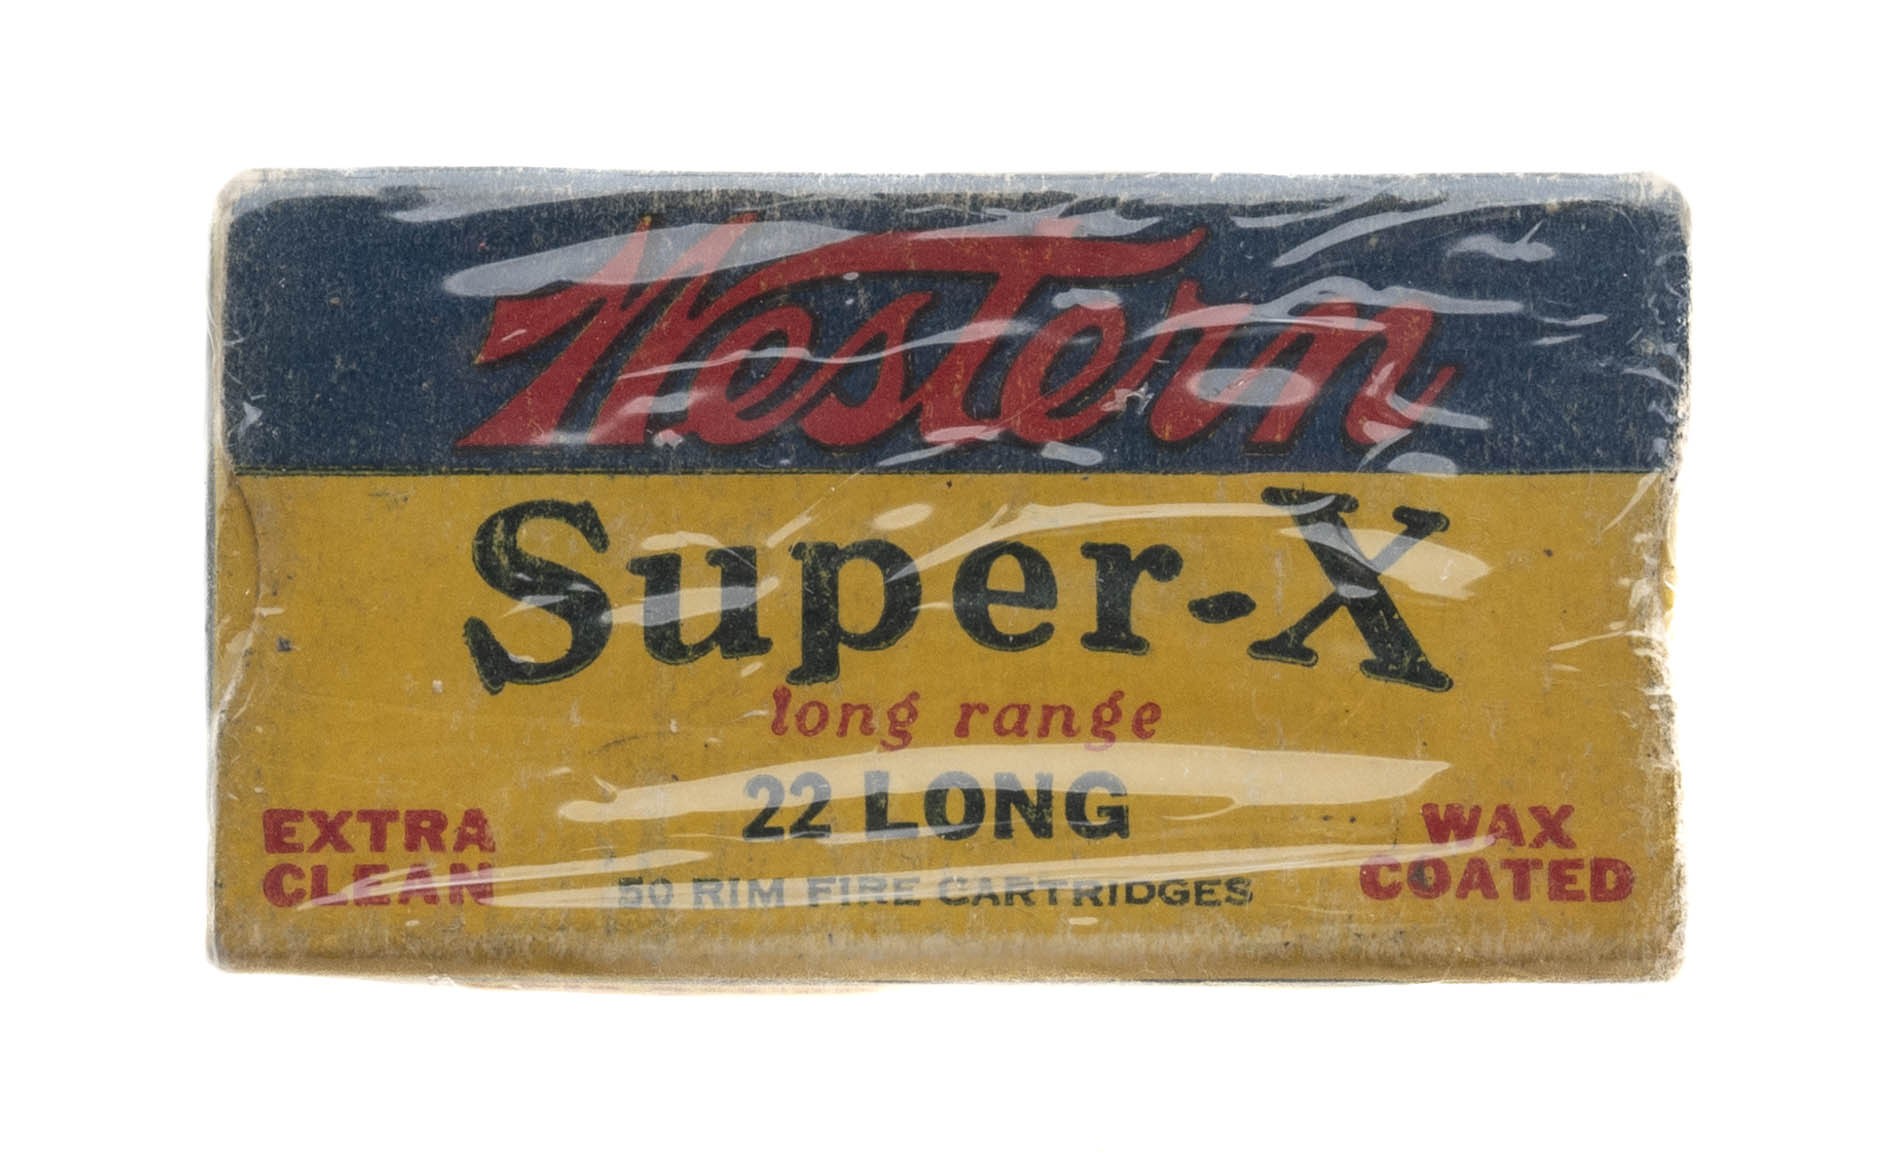 Western
Super-X
long range
22 LONG
EXTRA
CLEAN
50 RIM FIRE CARTRIDGES
WAX
COATED